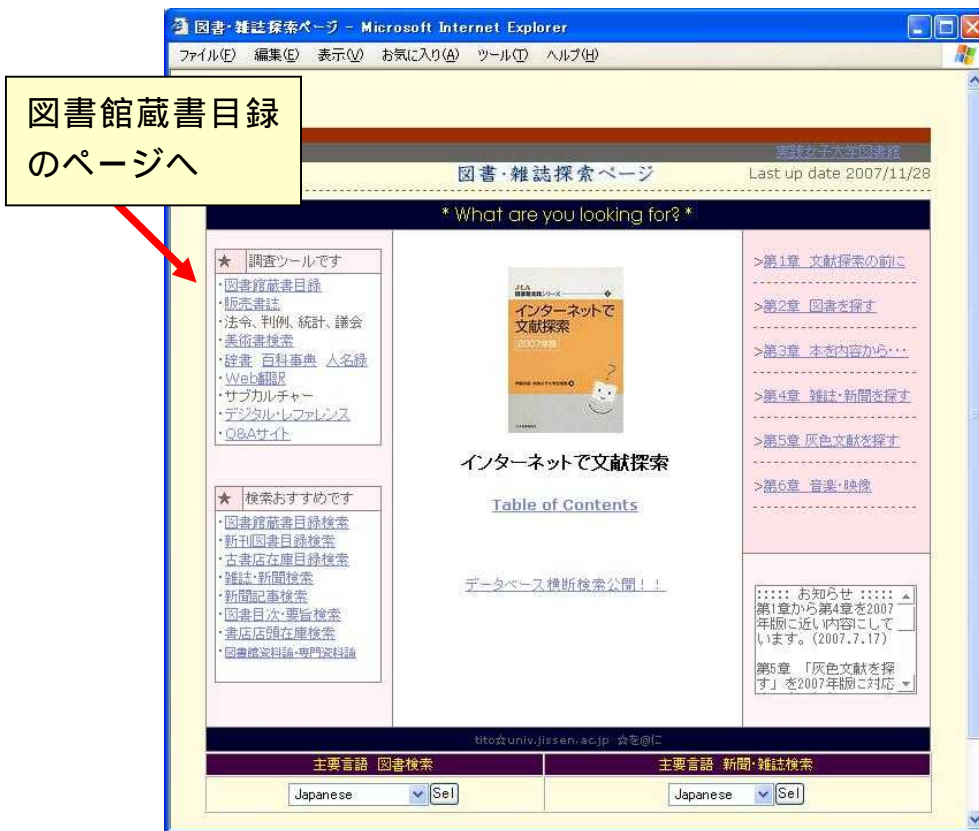 図書・雑誌探索ページ - Microsoft Internet Explorer
ファイル(F) 編集(E) 表示(V) お気に入り(A) ツール(T) ヘルプ(H)
図書館蔵書目録
のページへ
実践女子大学図書館
図書・雑誌探索ページ
Last up date 2007/11/28
* What are you looking for? *
★ 調査ツールです
・図書館蔵書目録
・販売書誌
・法令、判例、統計、議会
・美術書検索
・辞書 百科事典 人名録
・Web翻訳
・サブカルチャー
・デジタル・レファレンス
・Q&Aサイト
★ 検索おすすめです
・図書館蔵書目録検索
・新刊図書目録検索
・古書店在庫目録検索
・雑誌・新聞検索
・新聞記事検索
・図書目次・要旨検索
・書店店頭在庫検索
・図書館資料論・専門資料論
JLA
図書館実践シリーズ
インターネットで
文献探索
2007年版
インターネットで文献探索
Table of Contents
データベース横断検索公開！！
>第1章 文献探索の前に
>第2章 図書を探す
>第3章 本を内容から・・・
>第4章 雑誌・新聞を探す
>第5章 灰色文献を探す
>第6章 音楽・映像
::::: お知らせ :::::
第1章から第4章を2007
年版に近い内容にして
います。(2007.7.17)
第5章 「灰色文献を探
す」を2007年版に対応
tito☆univ.jissen.ac.jp ☆を@に
主要言語 図書検索
主要言語 新聞・雑誌検索
Japanese Sel
Japanese Sel